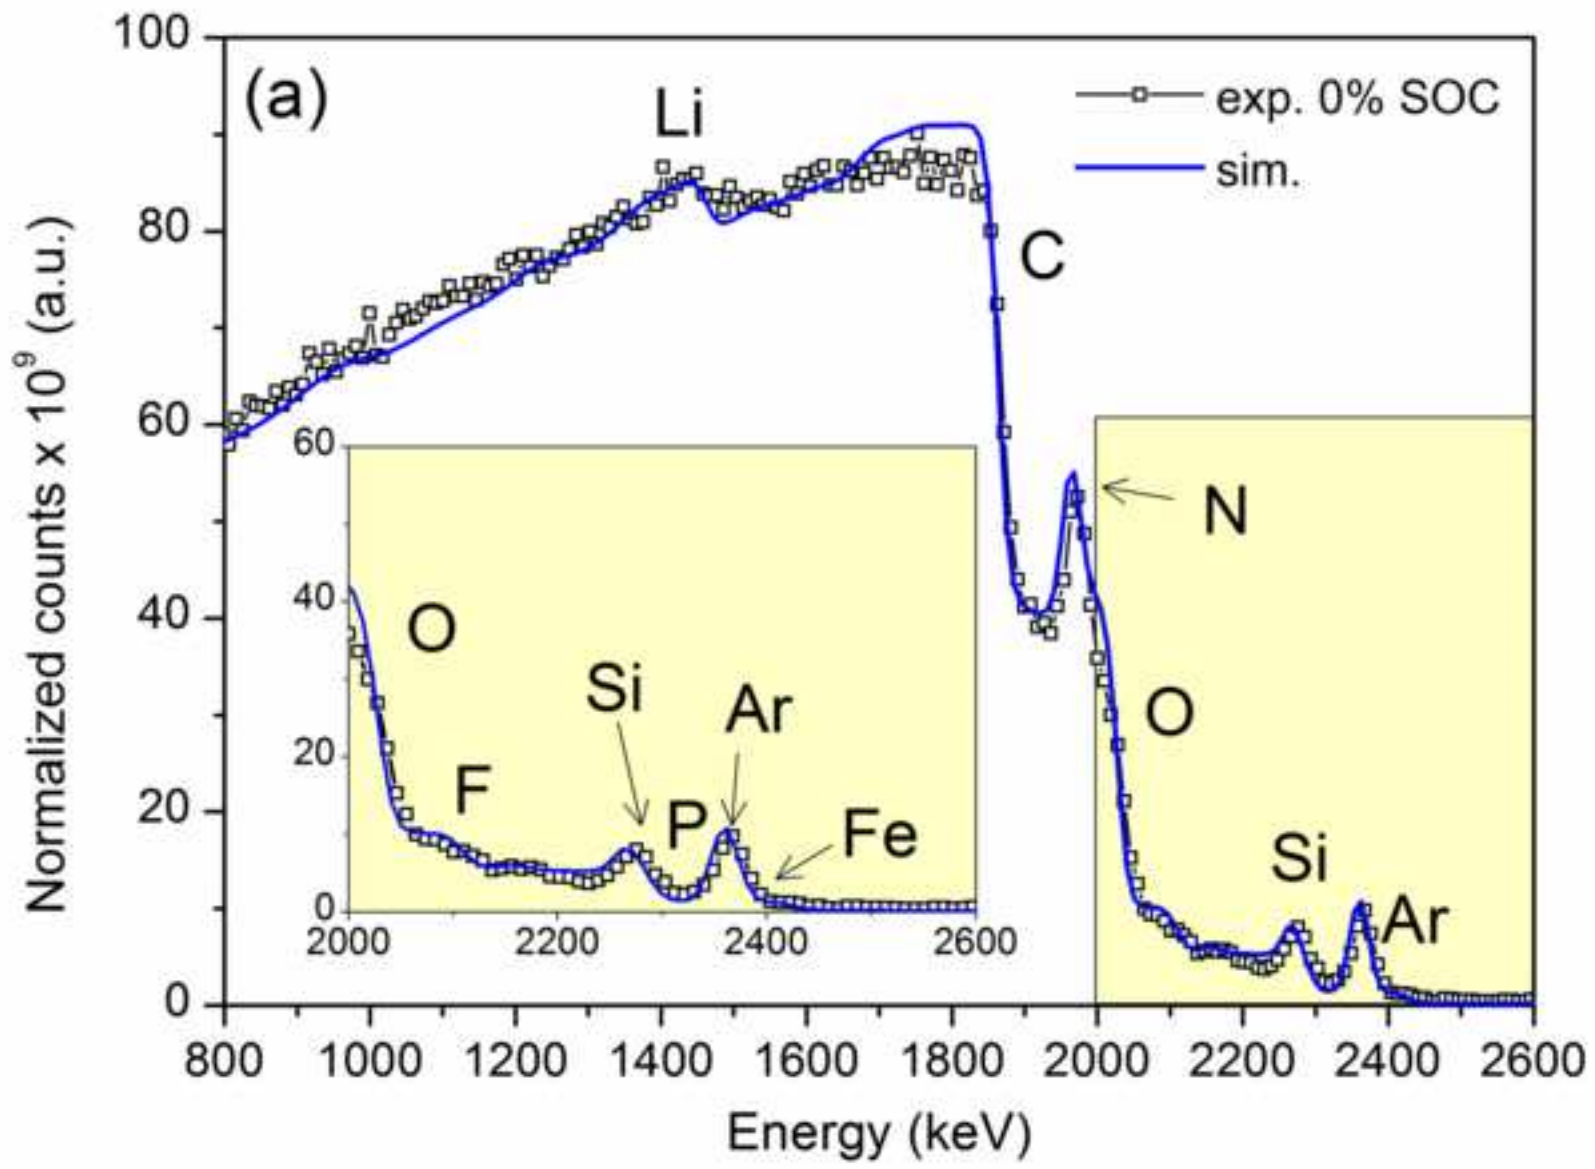 (a)
exp. 0% SOC
sim.
Li
C
N
O
Si
Ar
100
80
60
40
20
0
Normalized counts x 10⁹ (a.u.)
60
40
20
0
O
F
Si
P
Ar
Fe
2000 2200 2400 2600
800 1000 1200 1400 1600 1800 2000 2200 2400 2600
Energy (keV)